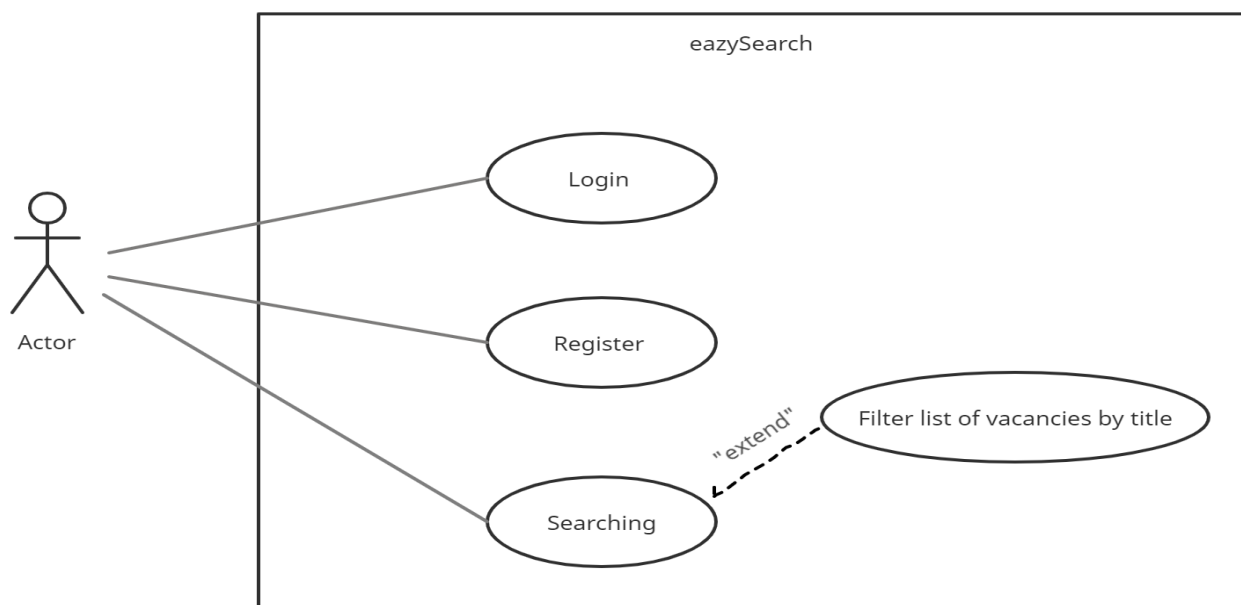 eazySearch
Login
Actor
Register
"extend"
Filter list of vacancies by title
Searching